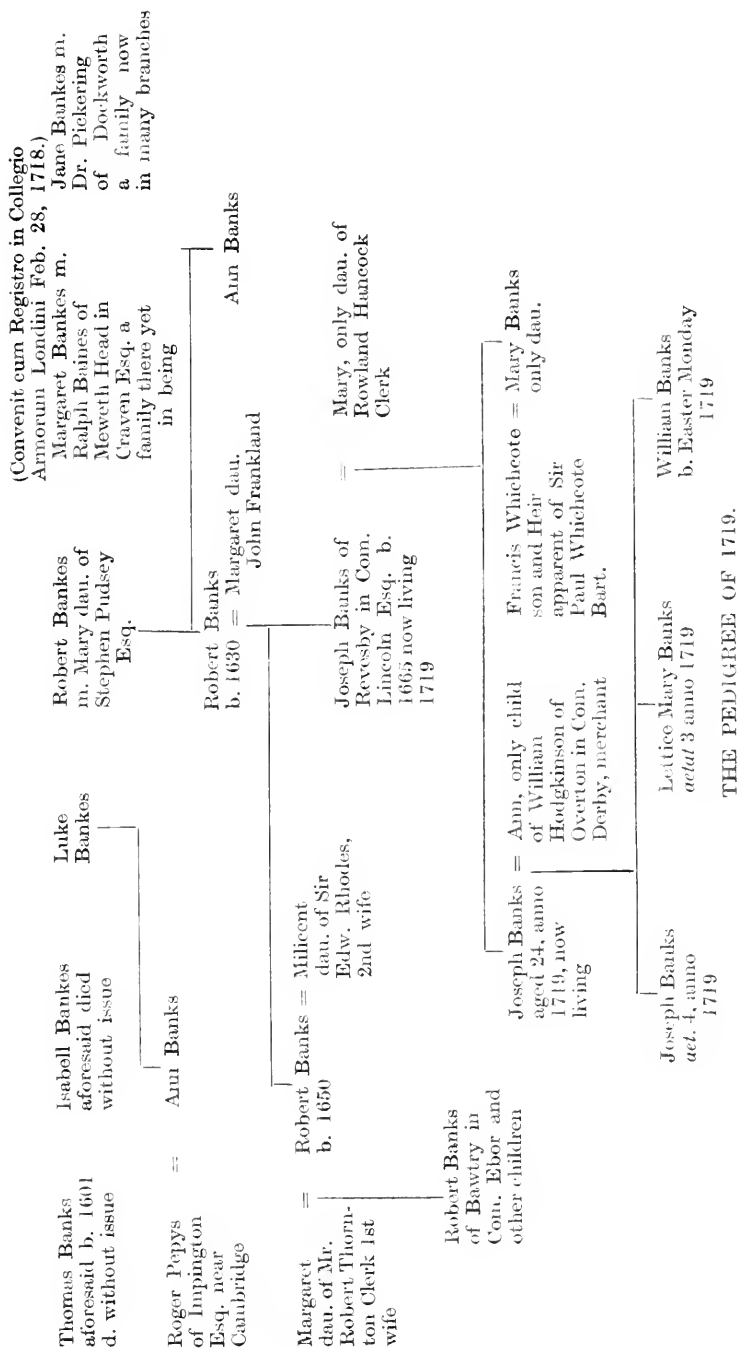 (Convenit cum Registro in Collegio
Armorum Londini Feb. 28, 1718.)
Thomas Banks
aforesaid b. 1601
d. without issue
Isabell Bankes
aforesaid died
without issue
Luke
Bankes
Robert Bankes
m. Mary dau. of
Stephen Pudsey
Esq.
Margaret Bankes m.
Ralph Baines of
Meweth Head in
Craven Esq. a
family there yet
in being
Jane Bankes m.
Dr. Pickering
of Dockworth
a family now
in many branches
Roger Pepys
of Impington
Esq. near
Cambridge
=
Ann Banks
Robert Banks
b. 1630 = Margaret dau.
John Frankland
Ann Banks
Margaret
dau. of Mr.
Robert Thorn-
ton Clerk 1st
wife
=
Robert Banks = Milicent
b. 1650
dau. of Sir
Edw. Rhodes,
2nd wife
Joseph Banks of
Revesby in Com.
Lincoln Esq. b.
1665 now living
1719
=
Mary, only dau. of
Rowland Hancock
Clerk
Robert Banks
of Bawtry in
Com. Ebor and
other children
Joseph Banks = Ann, only child
aged 24, anno
1719, now
living
of William
Hodgkinson of
Overton in Com.
Derby, merchant
Francis Whichcote = Mary Banks
son and Heir
apparent of Sir
Paul Whichcote
Bart.
only dau.
Joseph Banks
aet. 4, anno
1719
Lettice Mary Banks
aetat 3 anno 1719
William Banks
b. Easter Monday
1719
THE PEDIGREE OF 1719.